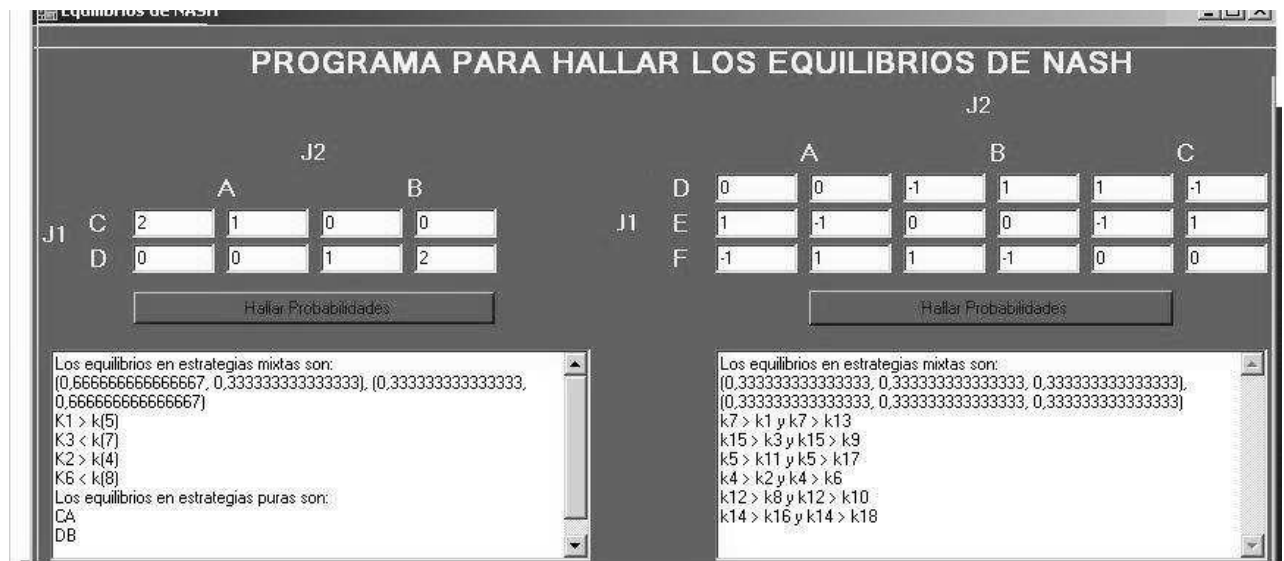 Equilibrios de NASH
PROGRAMA PARA HALLAR LOS EQUILIBRIOS DE NASH
J2
A B
J1
C 2 1 0 0
D 0 0 1 2
Hallar Probabilidades
Los equilibrios en estrategias mixtas son:
(0,666666666666667, 0,333333333333333), (0,333333333333333,
0,666666666666667)
K1 > k(5)
K3 < k(7)
K2 > k(4)
K6 < k(8)
Los equilibrios en estrategias puras son:
CA
DB
J2
A B C
J1
D 0 0 -1 1 1 -1
E 1 -1 0 0 -1 1
F -1 1 1 -1 0 0
Hallar Probabilidades
Los equilibrios en estrategias mixtas son:
(0,333333333333333, 0,333333333333333, 0,333333333333333),
(0,333333333333333, 0,333333333333333, 0,333333333333333)
k7 > k1 y k7 > k13
k15 > k3 y k15 > k9
k5 > k11 y k5 > k17
k4 > k2 y k4 > k6
k12 > k8 y k12 > k10
k14 > k16 y k14 > k18